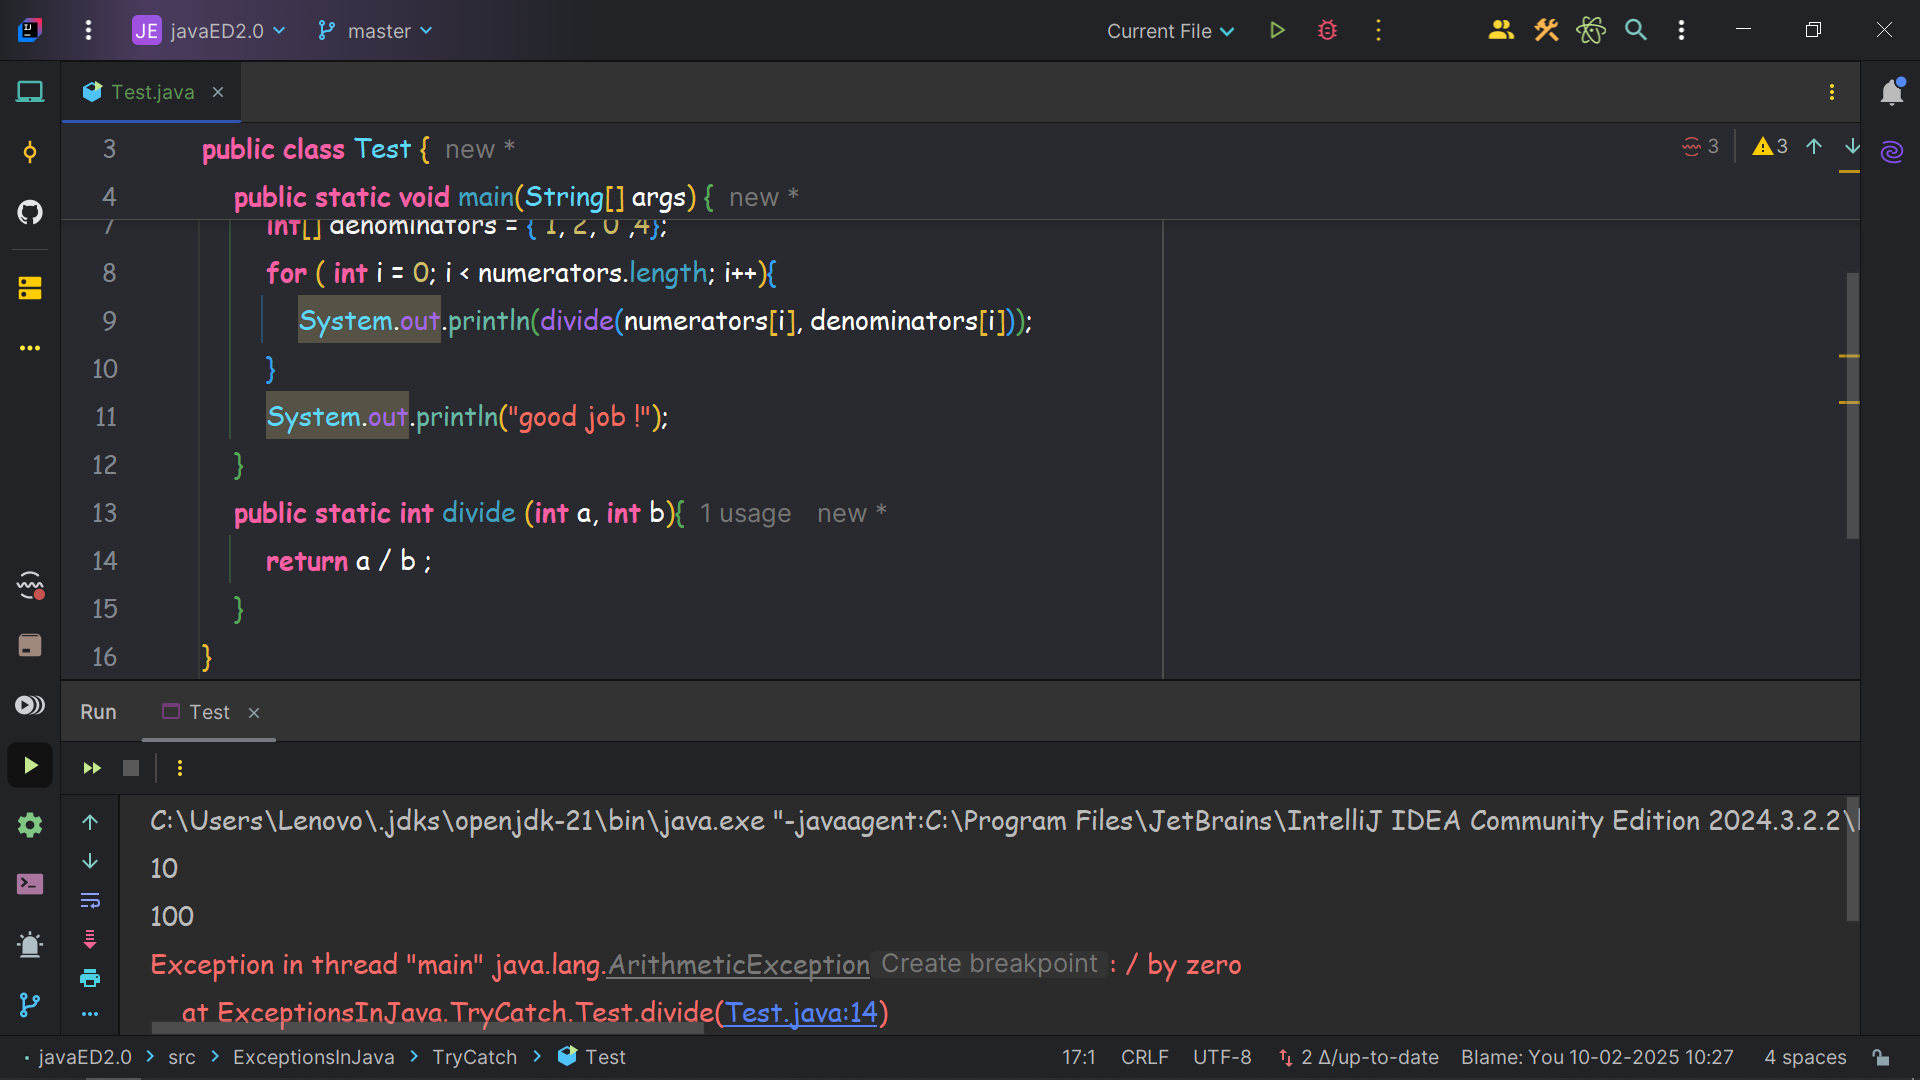 JE javaED2.0 master Current File
Test.java
3 public class Test { new *
4 public static void main(String[] args) { new *
7 int[] denominators = { 1, 2, 0 ,4};
8 for ( int i = 0; i < numerators.length; i++){
9 System.out.println(divide(numerators[i], denominators[i]));
10 }
11 System.out.println("good job !");
12 }
13 public static int divide (int a, int b){ 1 usage new *
14 return a / b ;
15 }
16 }
3 3
Run Test
C:\Users\Lenovo\.jdks\openjdk-21\bin\java.exe "-javaagent:C:\Program Files\JetBrains\IntelliJ IDEA Community Edition 2024.3.2.2\
10
100
Exception in thread "main" java.lang.ArithmeticException Create breakpoint : / by zero
at ExceptionsInJava.TryCatch.Test.divide(Test.java:14)
javaED2.0 > src > ExceptionsInJava > TryCatch > Test 17:1 CRLF UTF-8 2 Δ/up-to-date Blame: You 10-02-2025 10:27 4 spaces